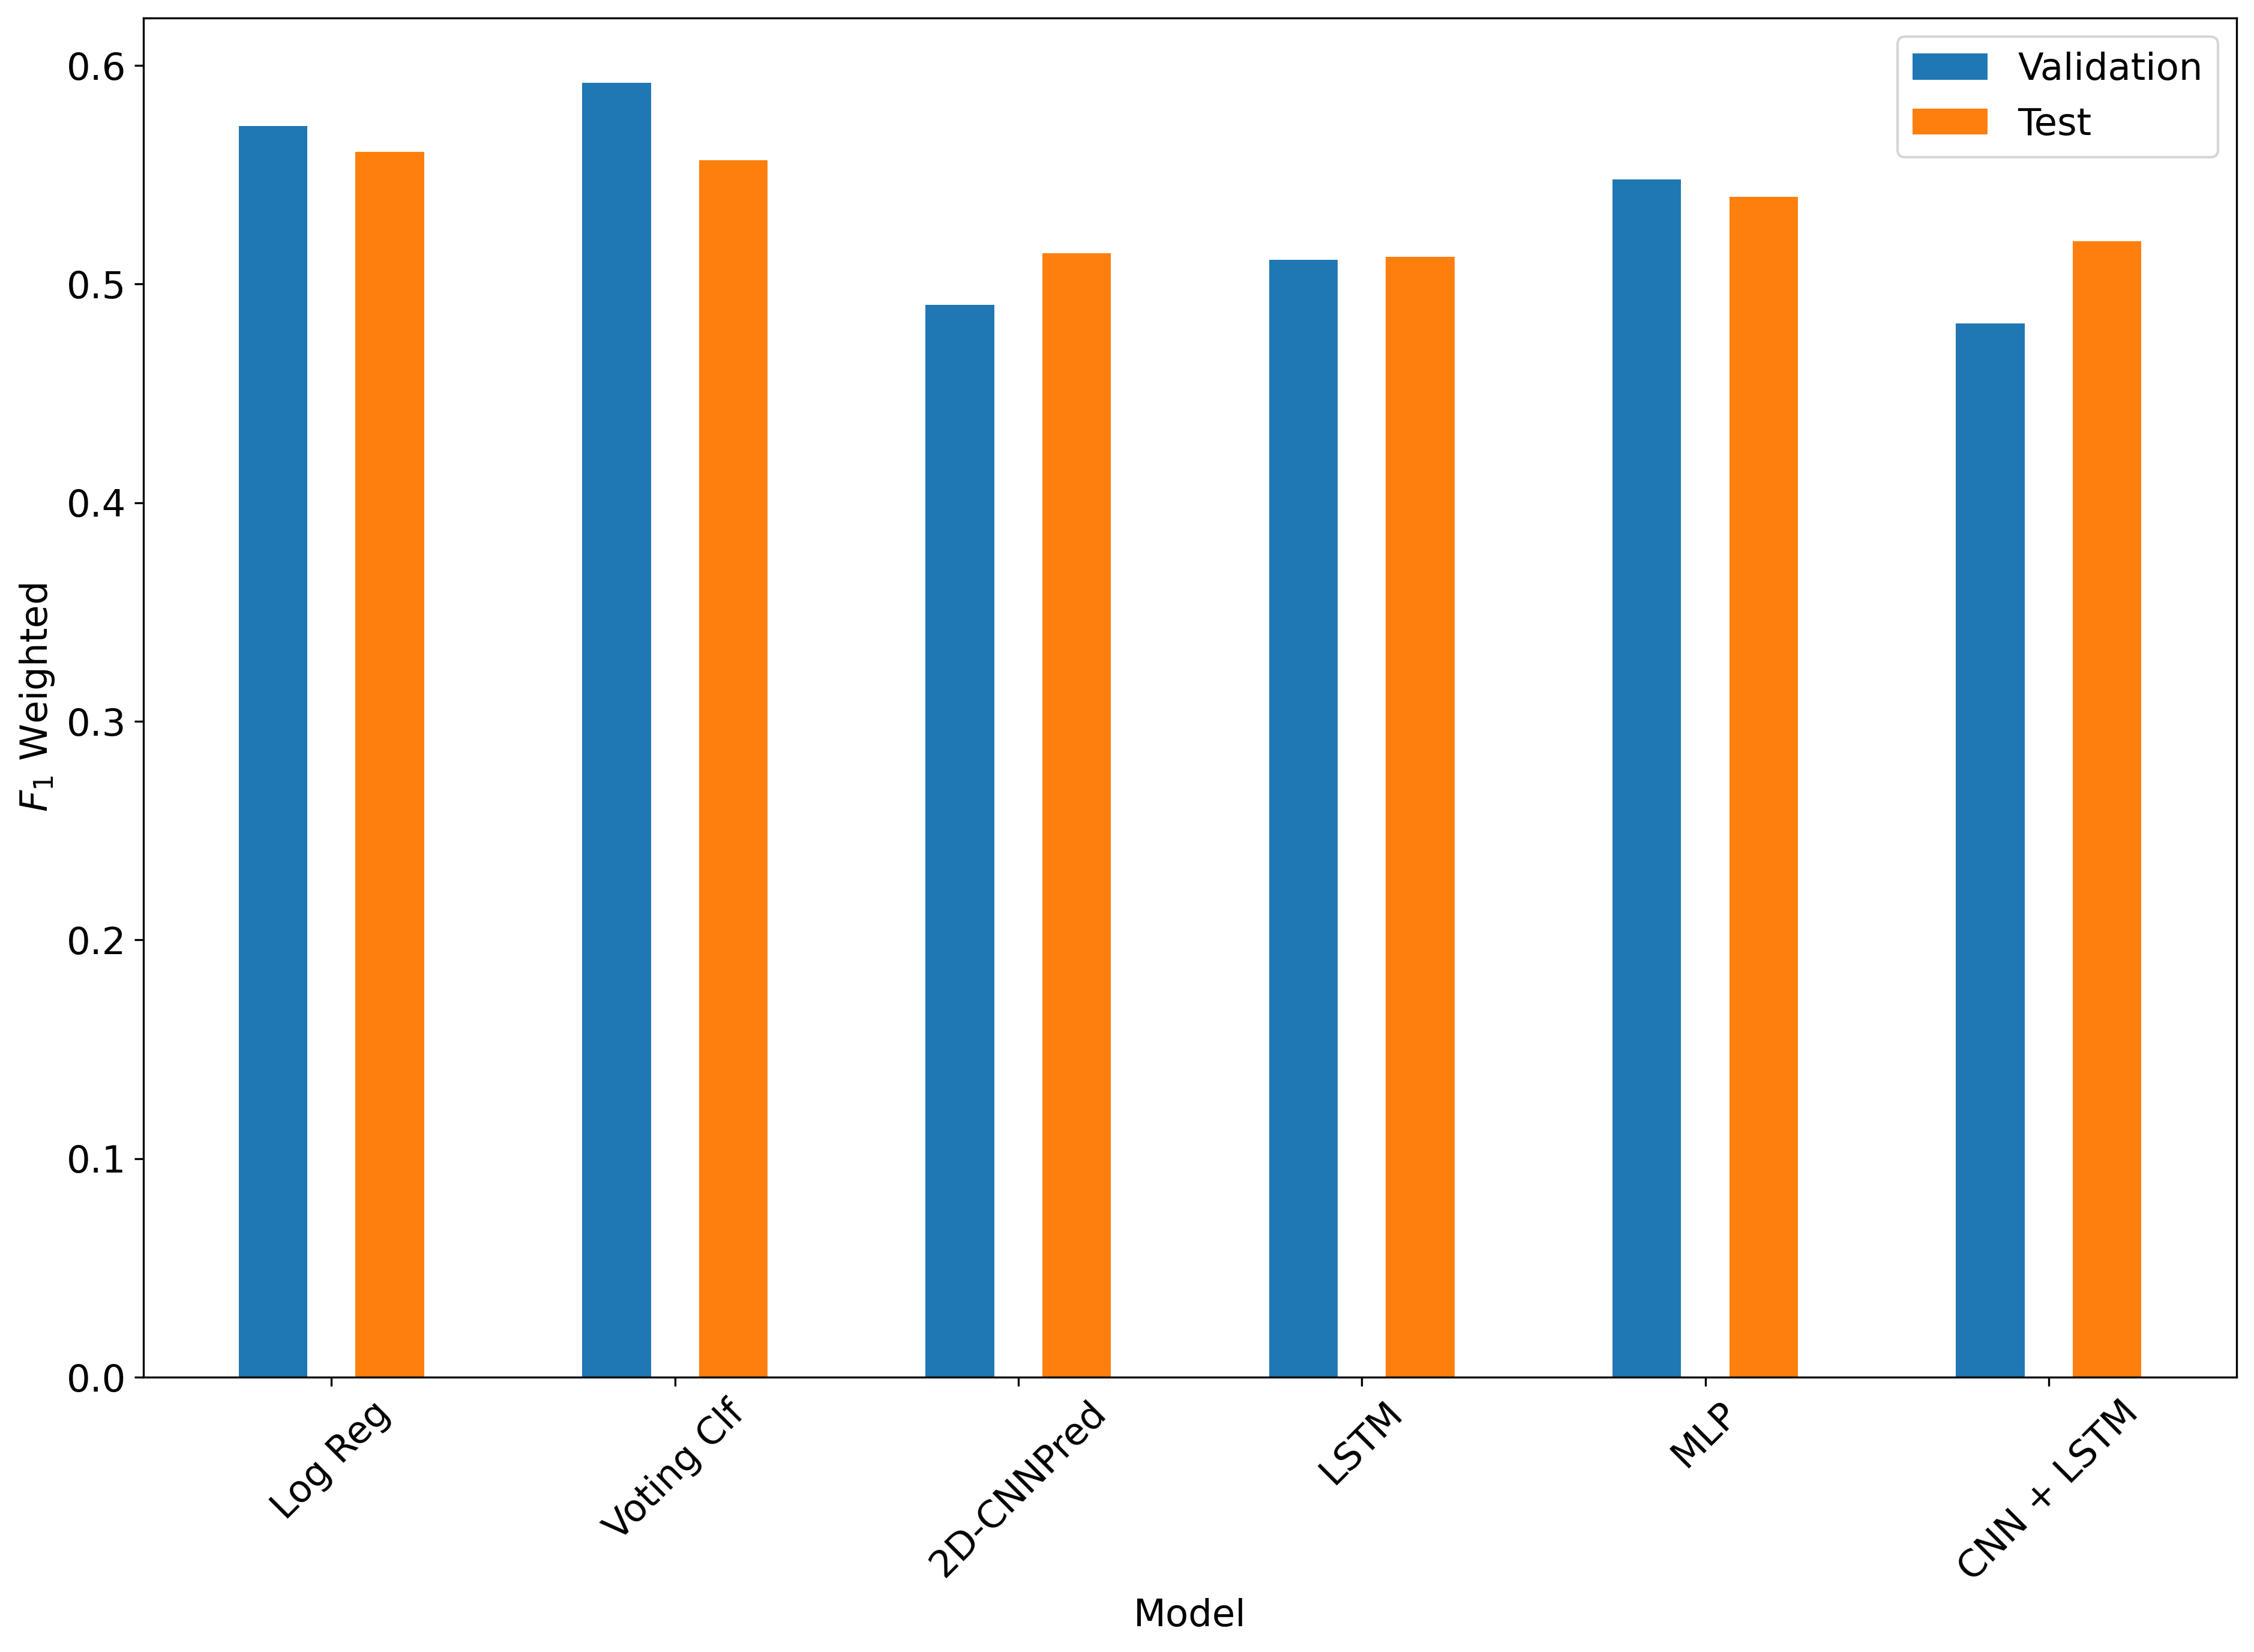 Validation
Test
0.6
0.5
0.4
0.3
0.2
0.1
0.0
F1 Weighted
Log Reg
Voting Clf
2D-CNNPred
LSTM
MLP
CNN + LSTM
Model